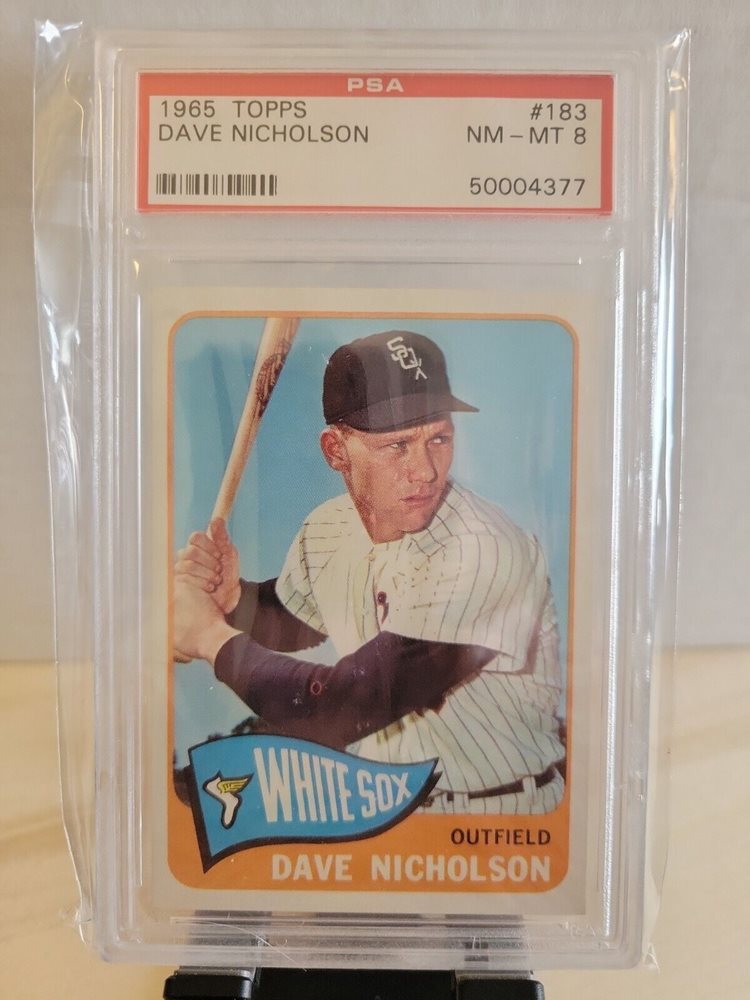 PSA
1965 TOPPS #183
DAVE NICHOLSON NM - MT 8
50004377
SOX
WHITE SOX
OUTFIELD
DAVE NICHOLSON